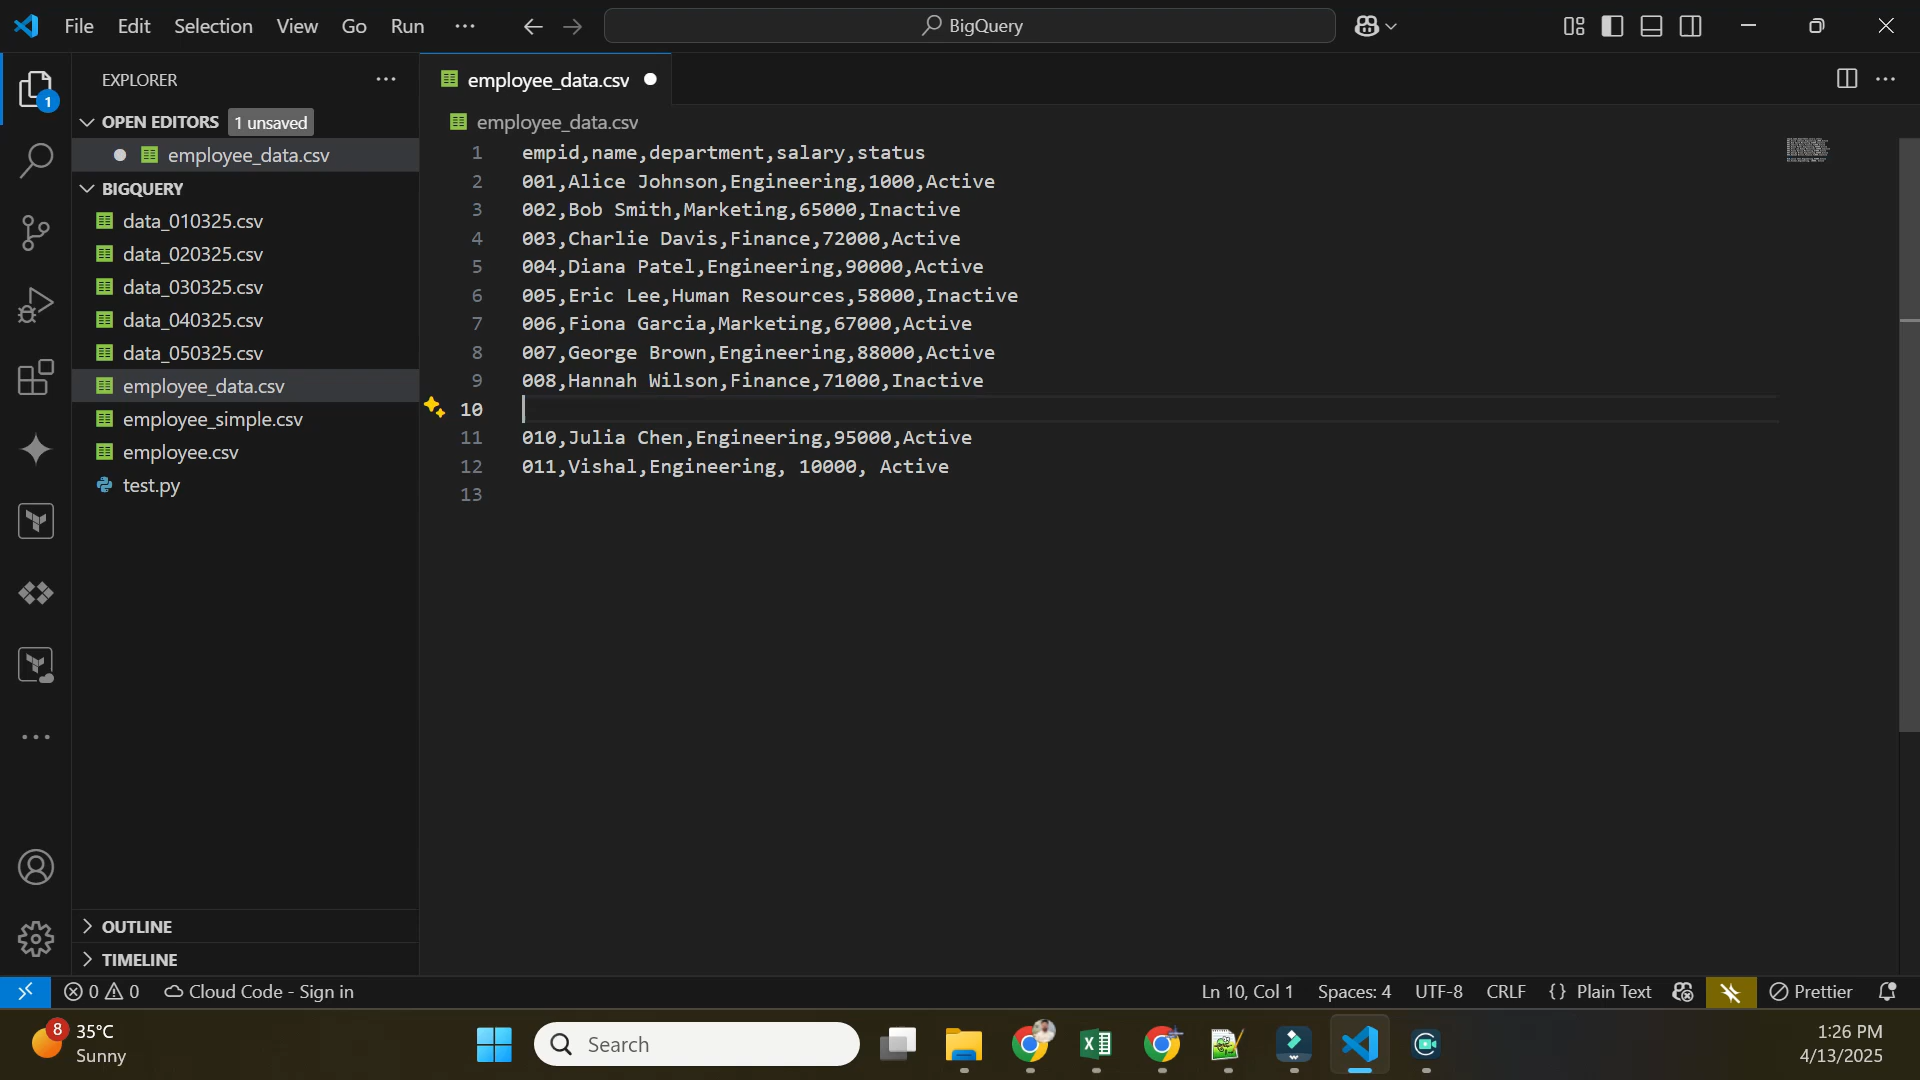 File Edit Selection View Go Run
BigQuery
EXPLORER
OPEN EDITORS 1 unsaved
employee_data.csv
BIGQUERY
data_010325.csv
data_020325.csv
data_030325.csv
data_040325.csv
data_050325.csv
employee_data.csv
employee_simple.csv
employee.csv
test.py
OUTLINE
TIMELINE
1
employee_data.csv
employee_data.csv
1 empid,name,department,salary,status
2 001,Alice Johnson,Engineering,1000,Active
3 002,Bob Smith,Marketing,65000,Inactive
4 003,Charlie Davis,Finance,72000,Active
5 004,Diana Patel,Engineering,90000,Active
6 005,Eric Lee,Human Resources,58000,Inactive
7 006,Fiona Garcia,Marketing,67000,Active
8 007,George Brown,Engineering,88000,Active
9 008,Hannah Wilson,Finance,71000,Inactive
10
11 010,Julia Chen,Engineering,95000,Active
12 011,Vishal,Engineering, 10000, Active
13
0 0 Cloud Code - Sign in Ln 10, Col 1 Spaces: 4 UTF-8 CRLF {} Plain Text Prettier
8 35°C
Sunny
Search
1:26 PM
4/13/2025